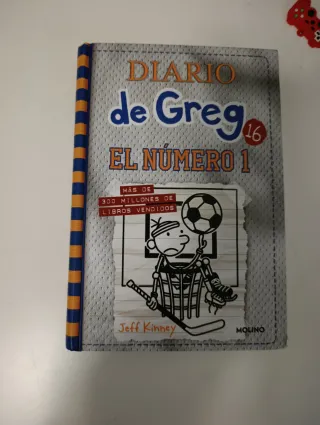 DIARIO
de Greg
16
EL NÚMERO 1
MÁS DE
300 MILLONES DE
LIBROS VENDIDOS
Jeff Kinney
MOLINO